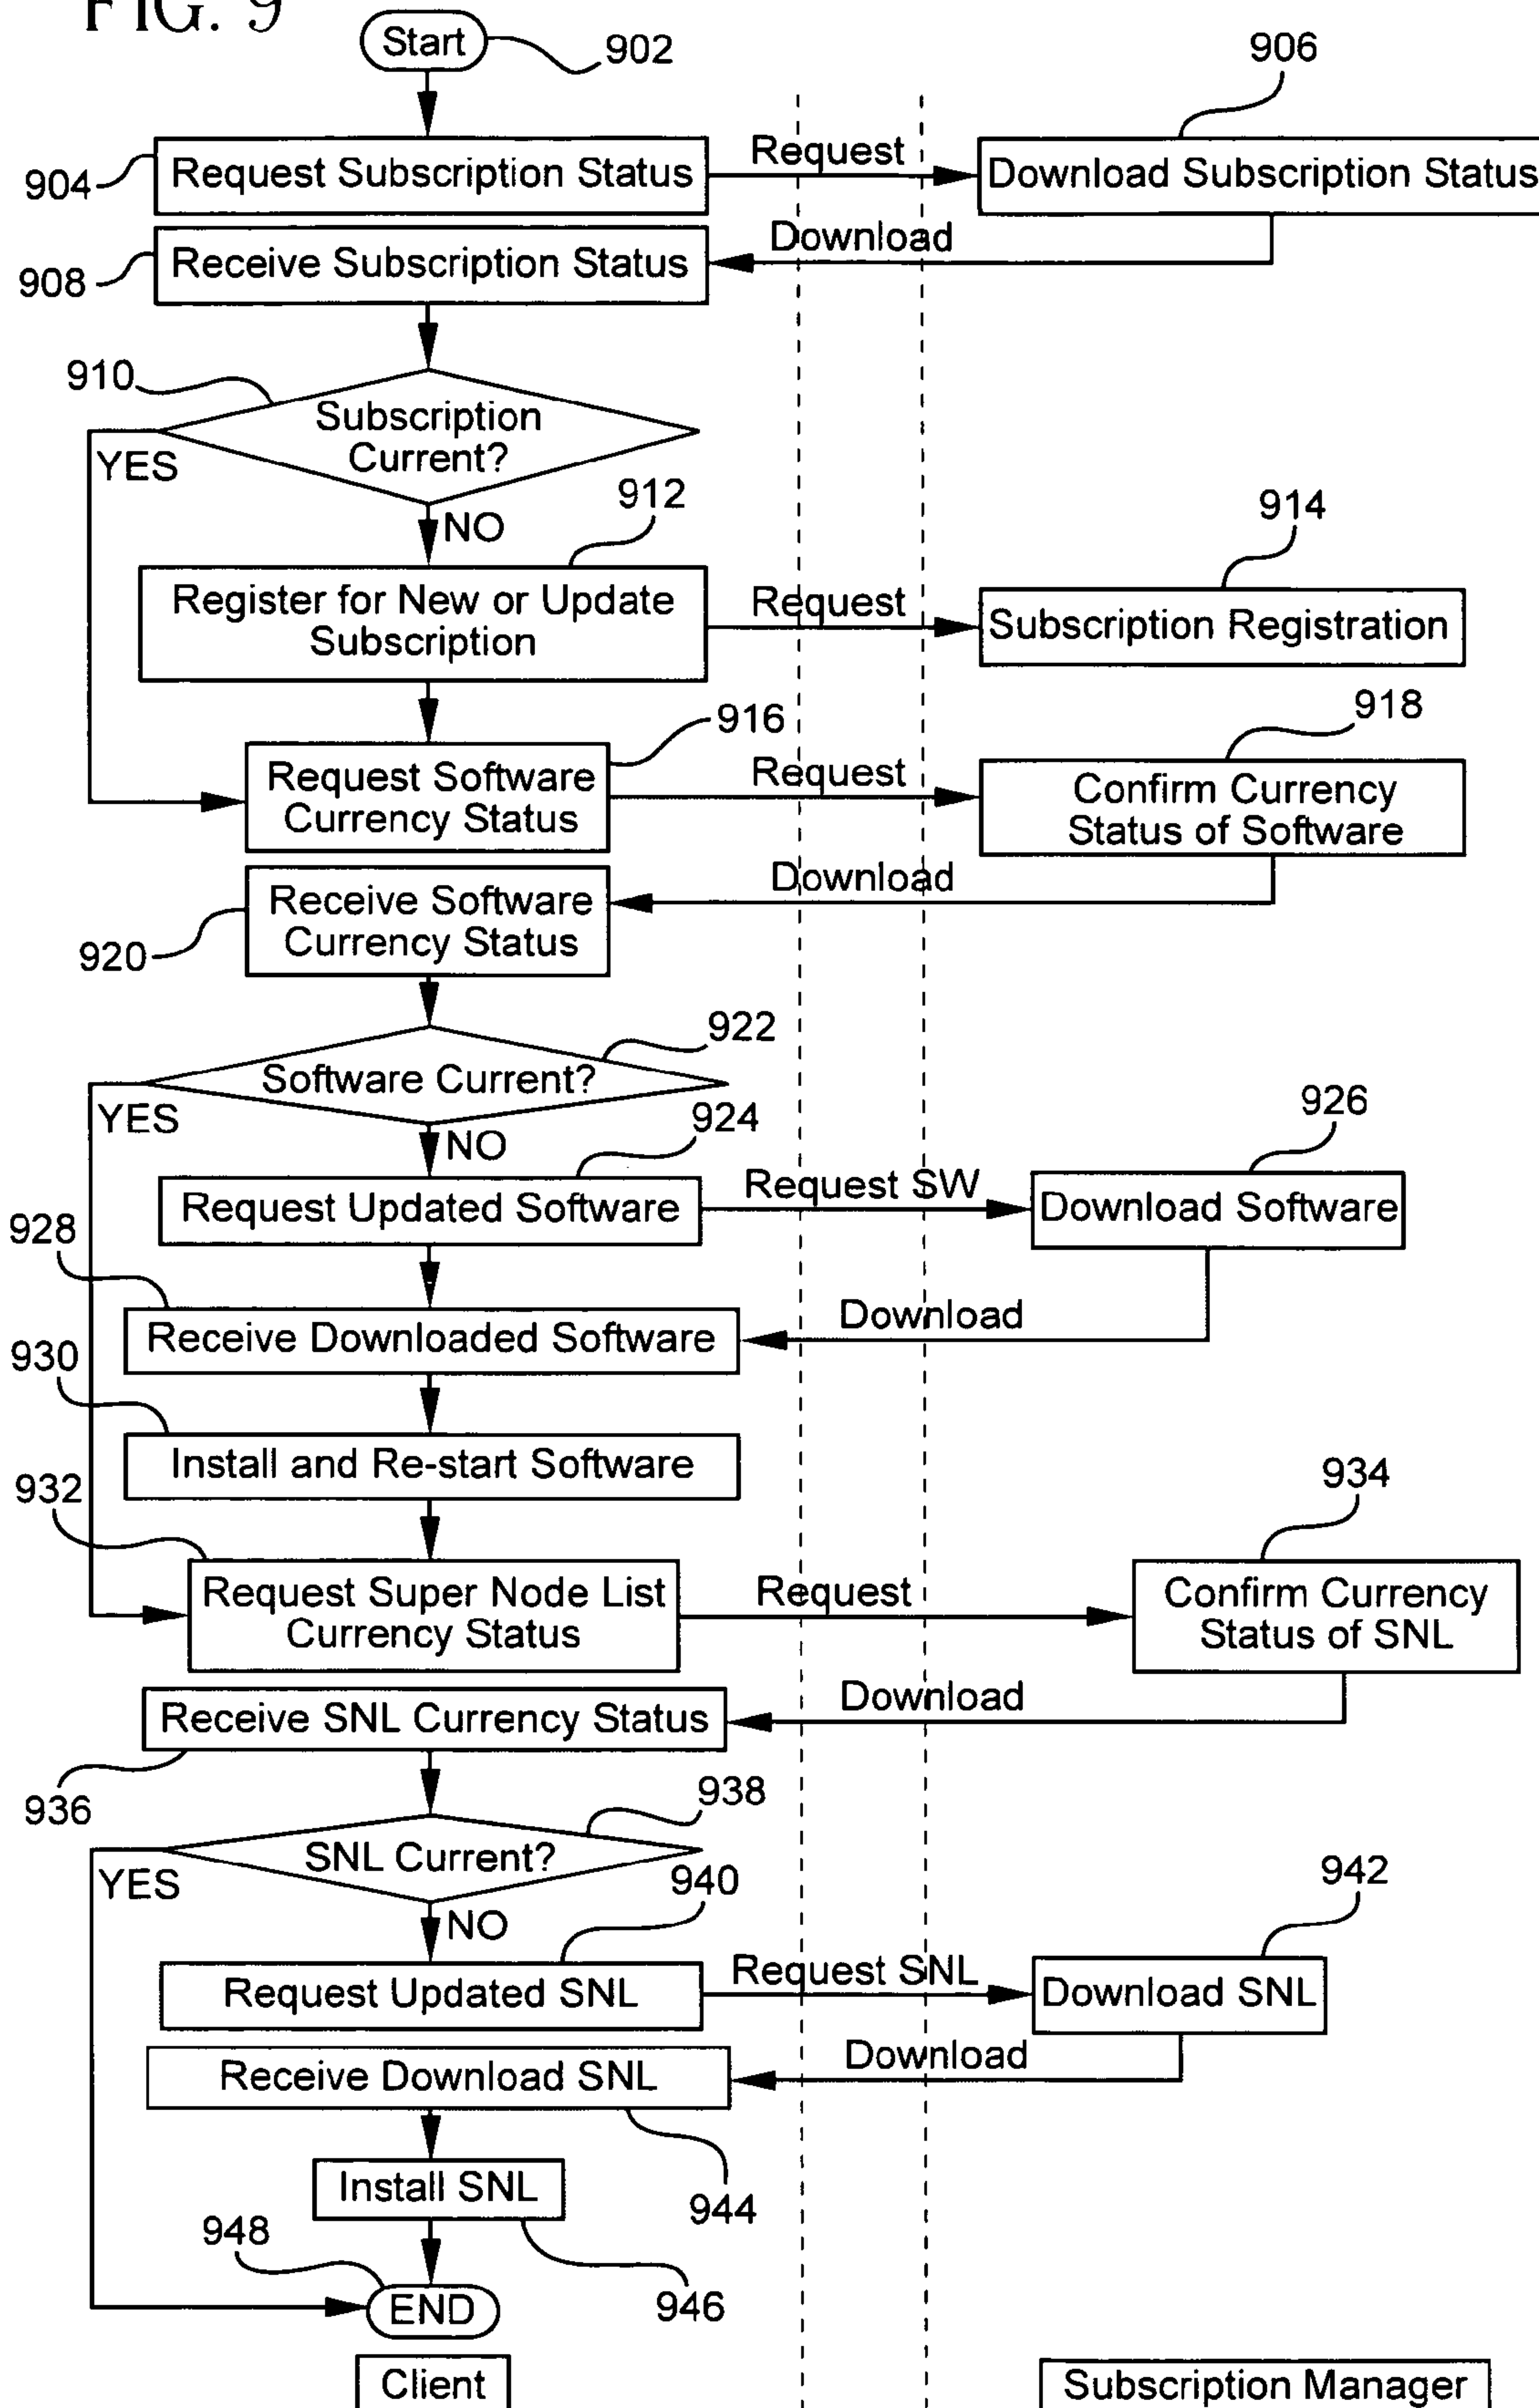 FIG. 9
Start
902
906
904
Request Subscription Status
Request
Download Subscription Status
908
Receive Subscription Status
Download
910
Subscription
Current?
YES
NO
912
914
Register for New or Update
Subscription
Request
Subscription Registration
916
918
Request Software
Currency Status
Request
Confirm Currency
Status of Software
920
Receive Software
Currency Status
Download
922
Software Current?
YES
NO
924
926
Request Updated Software
Request SW
Download Software
928
Receive Downloaded Software
Download
930
Install and Re-start Software
932
934
Request Super Node List
Currency Status
Request
Confirm Currency
Status of SNL
Receive SNL Currency Status
Download
936
938
SNL Current?
YES
NO
940
942
Request Updated SNL
Request SNL
Download SNL
Receive Download SNL
Download
944
Install SNL
946
948
END
Client
Subscription Manager